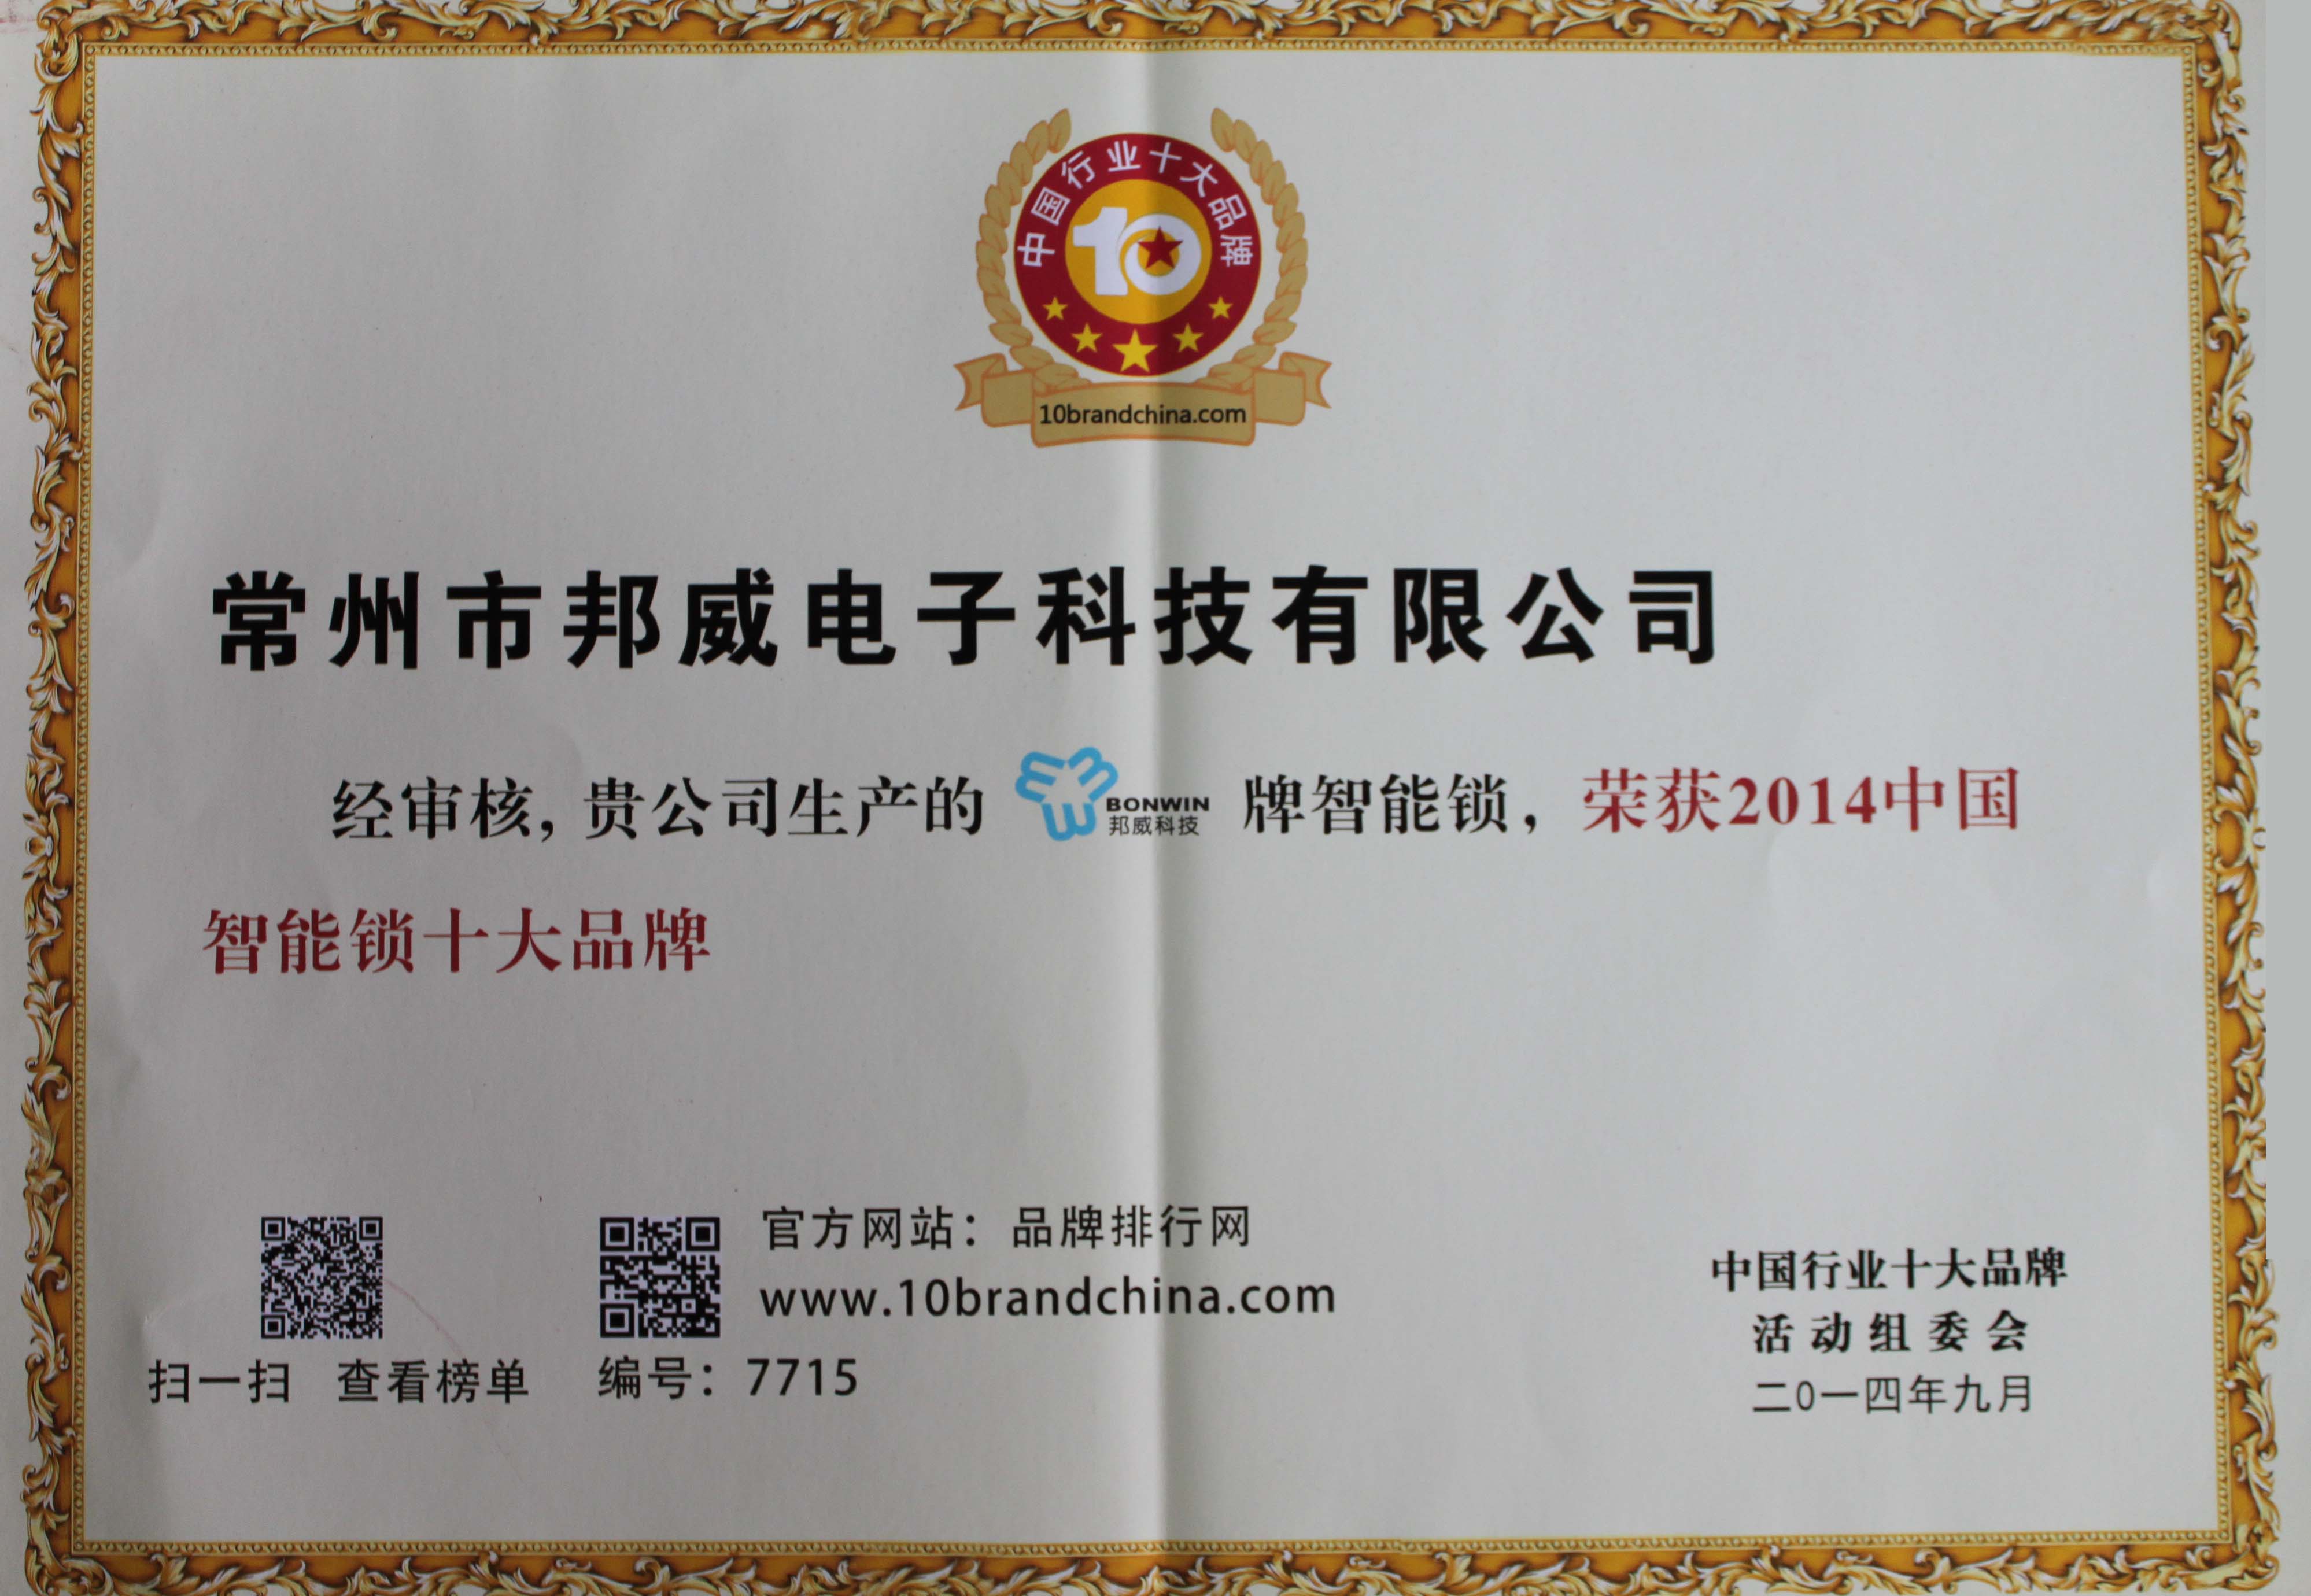 中国行业十大品牌
10
10brandchina.com
常州市邦威电子科技有限公司
经审核，贵公司生产的 BONWIN 邦威科技 牌智能锁，荣获2014中国
智能锁十大品牌
官方网站：品牌排行网
www.10brandchina.com
扫一扫 查看榜单
编号：7715
中国行业十大品牌
活动组委会
二0一四年九月